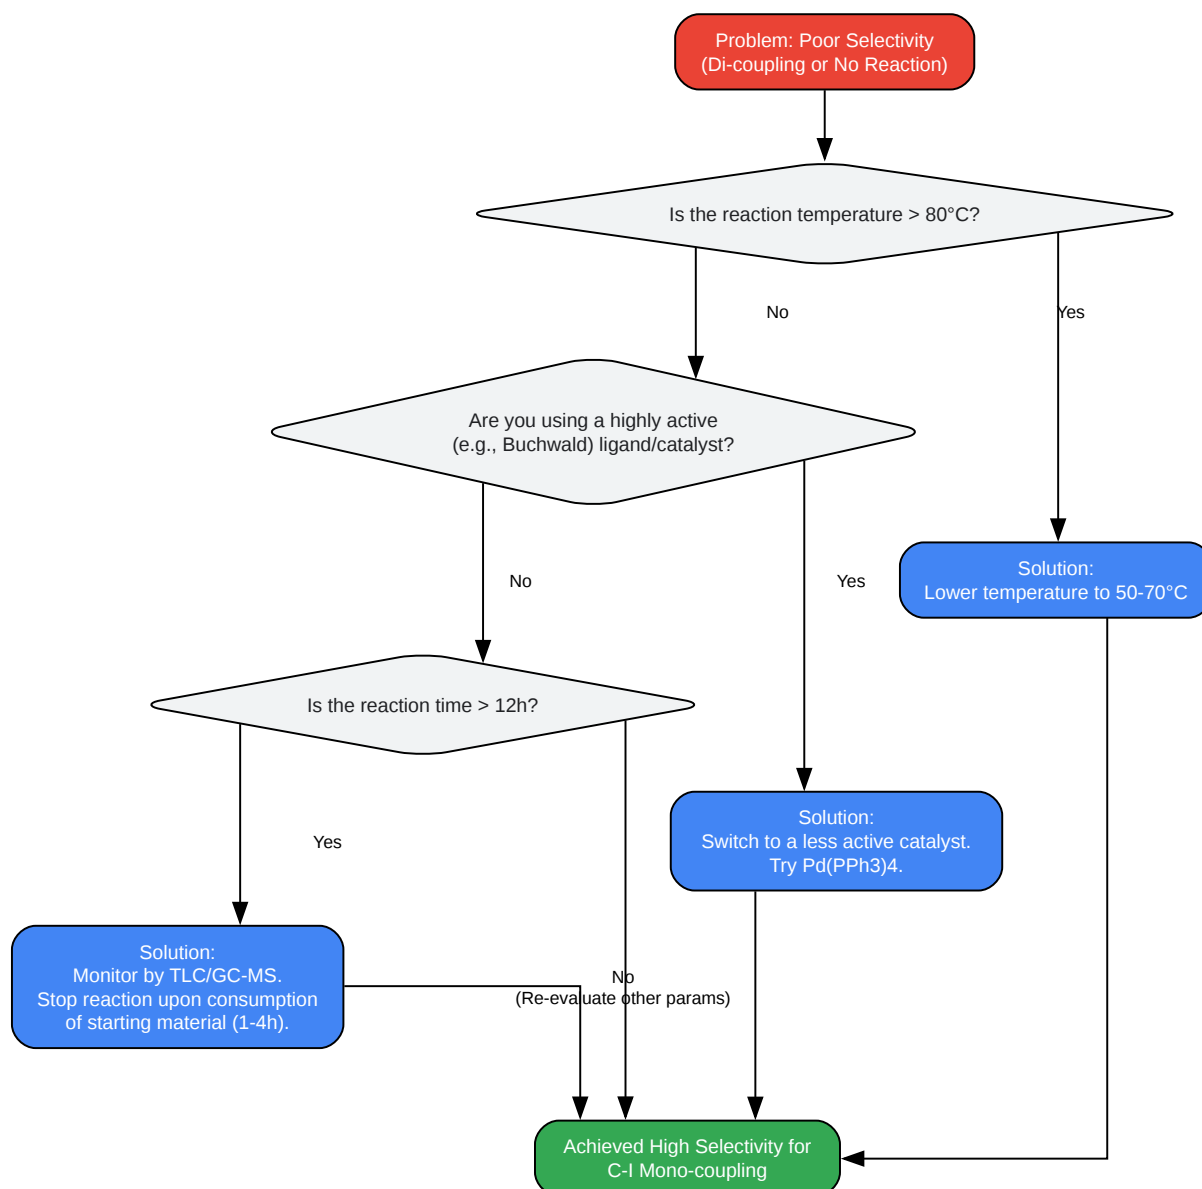 Problem: Poor Selectivity
(Di-coupling or No Reaction)
Is the reaction temperature > 80°C?
No
Yes
Are you using a highly active
(e.g., Buchwald) ligand/catalyst?
No
Yes
Solution:
Lower temperature to 50-70°C
Is the reaction time > 12h?
Yes
Solution:
Switch to a less active catalyst.
Try Pd(PPh3)4.
Solution:
Monitor by TLC/GC-MS.
Stop reaction upon consumption
of starting material (1-4h).
No
(Re-evaluate other params)
Achieved High Selectivity for
C-I Mono-coupling